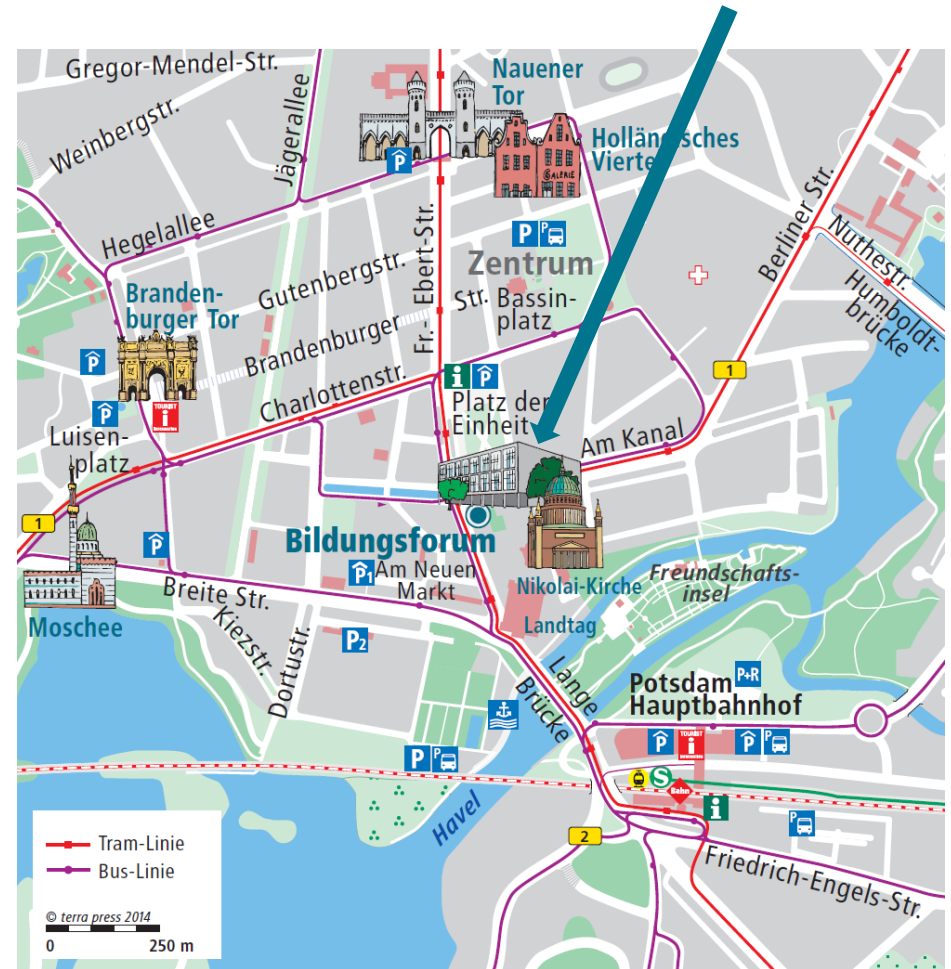 Gregor-Mendel-Str.
Weinbergstr.
Jägerallee
Nauener
Tor
Holländisches
Viertel
GALERIE
P
Hegelallee
P
P
Zentrum
Berliner Str.
Nuthestr.
Humboldt-
brücke
Branden-
burger Tor
Gutenbergstr.
Fr.-Ebert-Str.
Brandenburger
Str.
Bassin-
platz
P
Charlottenstr.
1
i
P
Platz der
Einheit
P
TOURIST
i
Luisen-
platz
Am Kanal
1
P
Bildungsforum
P1
Am Neuen
Markt
Nikolai-Kirche
Freundschafts-
insel
Moschee
Breite Str.
Kiezstr.
Dortustr.
P2
Landtag
Lange
Brücke
Potsdam
Hauptbahnhof
P+R
P
TOURIST
i
P
P
P
P
S
Bahn
i
Havel
2
P
Friedrich-Engels-Str.
Tram-Linie
Bus-Linie
© terra press 2014
0
250 m